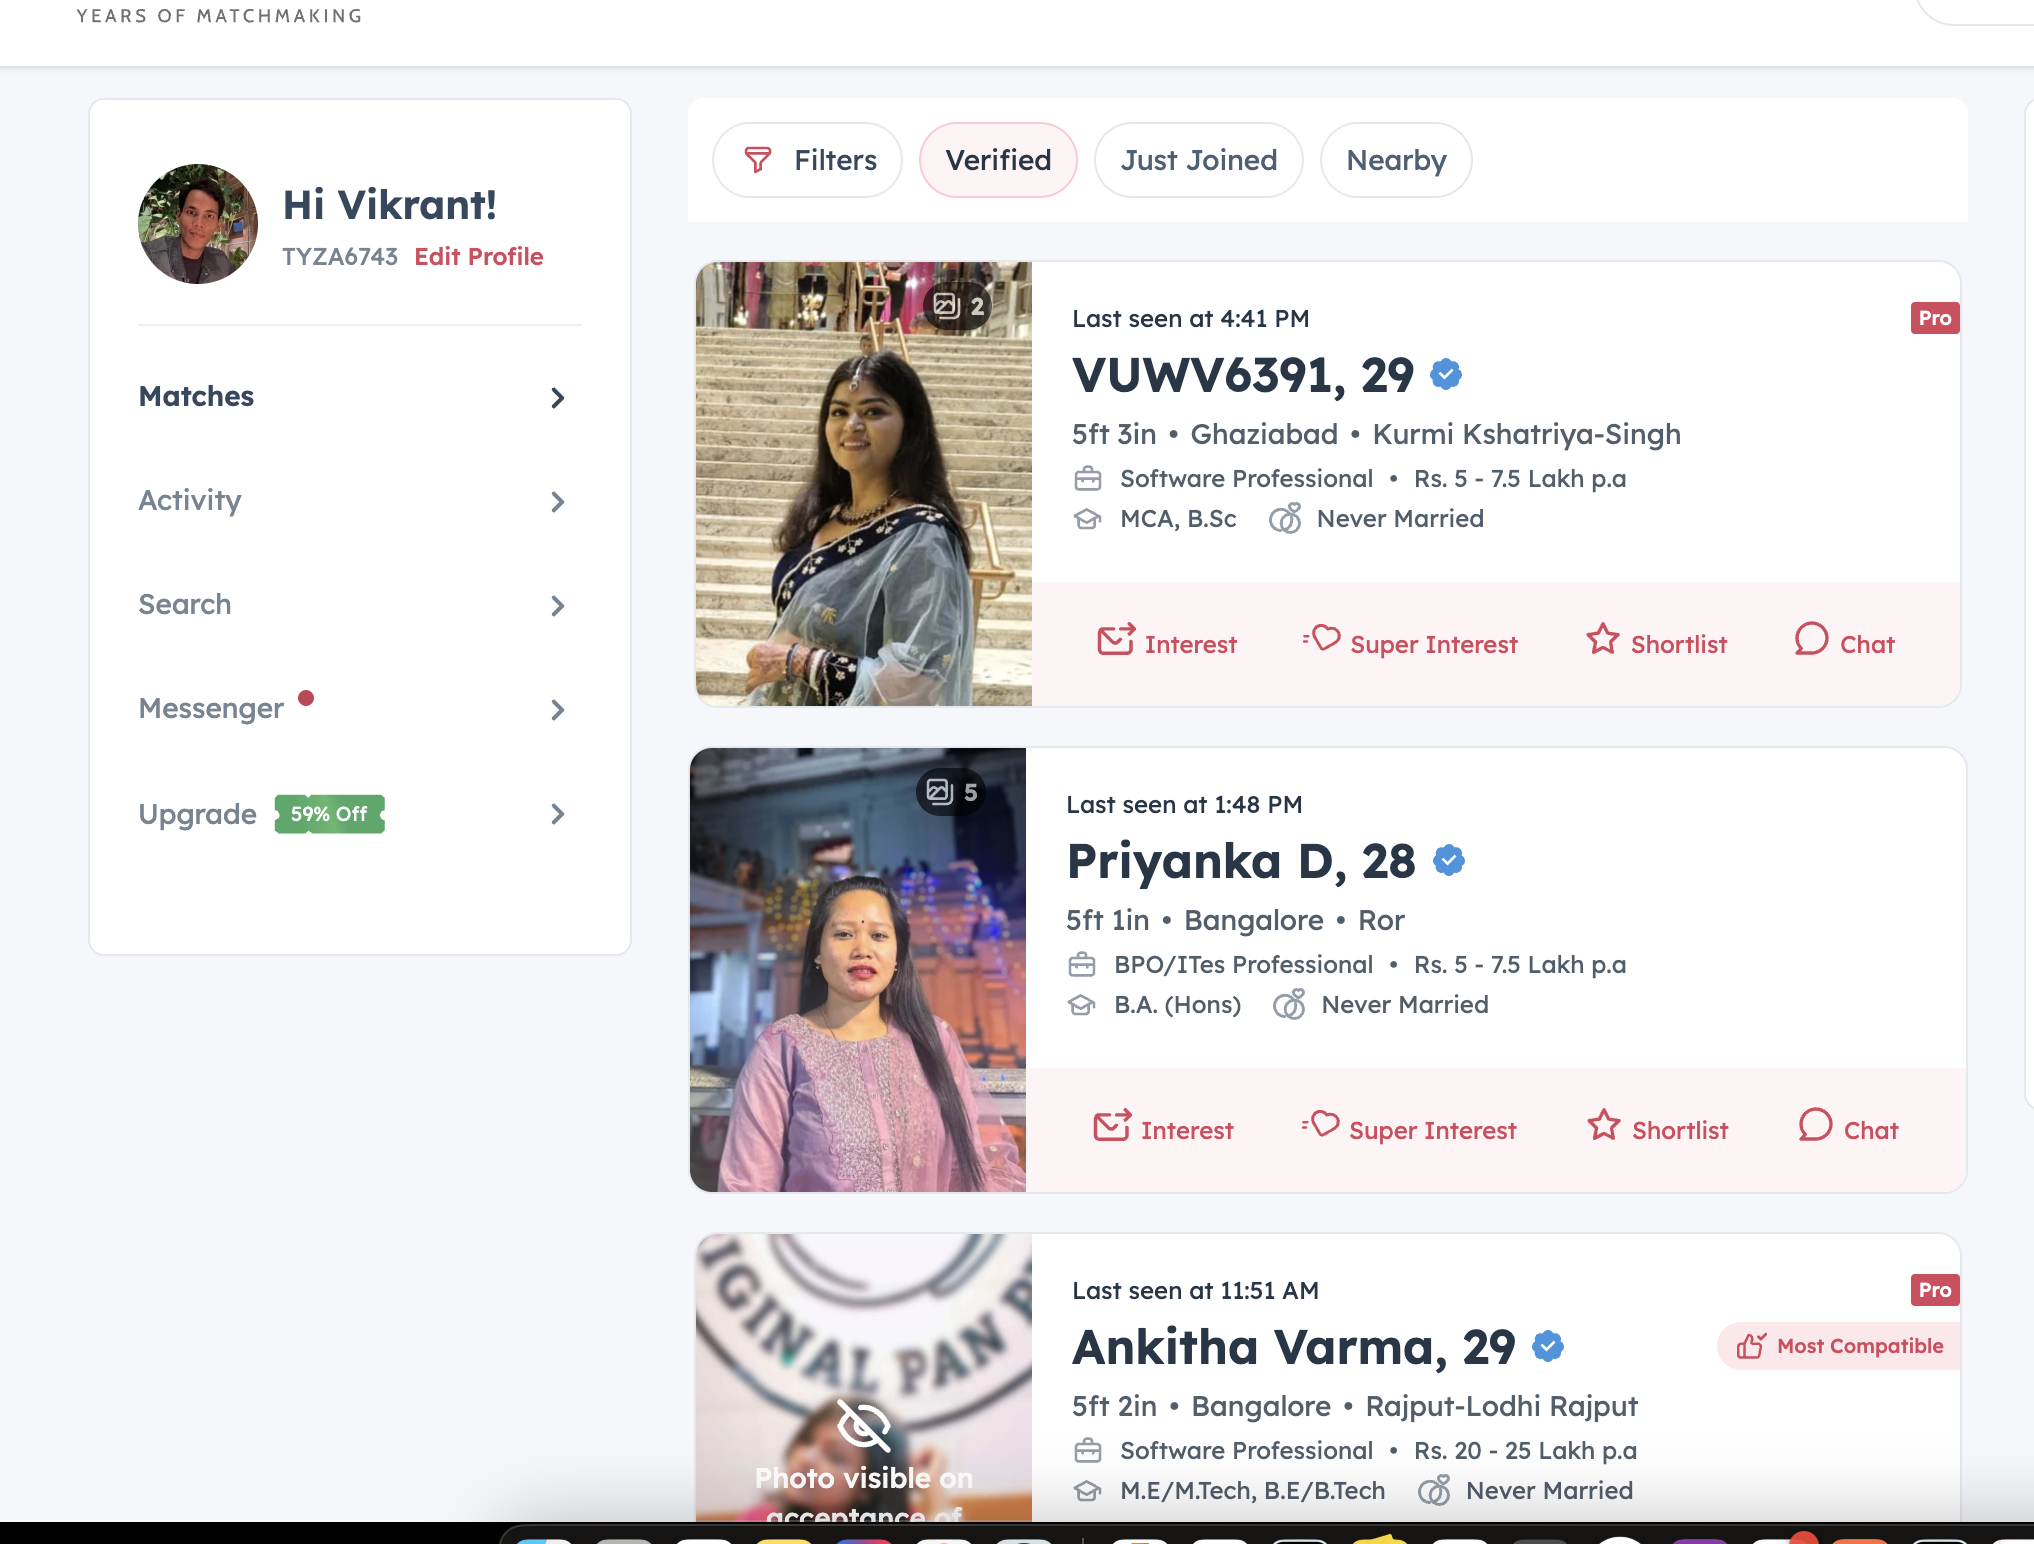 YEARS OF MATCHMAKING
Hi Vikrant!
TYZA6743 Edit Profile
Matches
Activity
Search
Messenger
Upgrade 59% Off
Filters Verified Just Joined Nearby
2
Last seen at 4:41 PM
Pro
VUWV6391, 29
5ft 3in • Ghaziabad • Kurmi Kshatriya-Singh
Software Professional • Rs. 5 - 7.5 Lakh p.a
MCA, B.Sc Never Married
Interest Super Interest Shortlist Chat
5
Last seen at 1:48 PM
Priyanka D, 28
5ft 1in • Bangalore • Ror
BPO/ITes Professional • Rs. 5 - 7.5 Lakh p.a
B.A. (Hons) Never Married
Interest Super Interest Shortlist Chat
IGINAL PAN
Photo visible on
acceptance of
Last seen at 11:51 AM
Pro
Ankitha Varma, 29
Most Compatible
5ft 2in • Bangalore • Rajput-Lodhi Rajput
Software Professional • Rs. 20 - 25 Lakh p.a
M.E/M.Tech, B.E/B.Tech Never Married